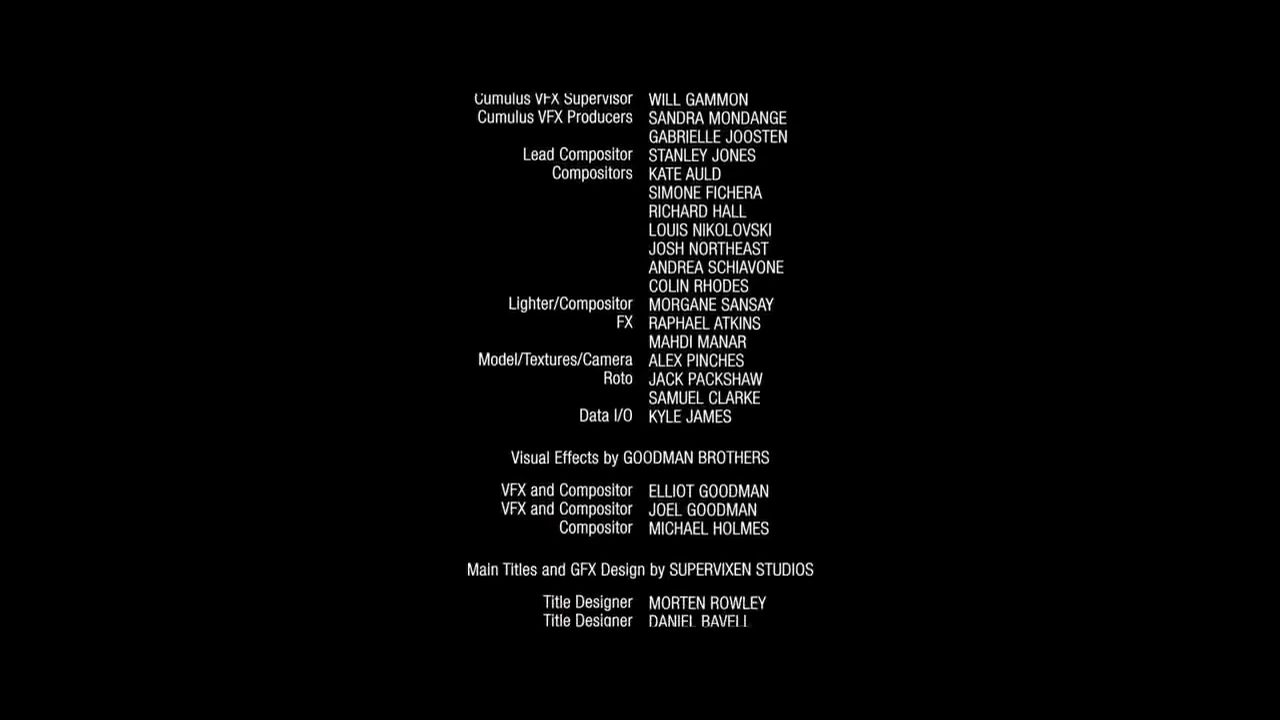 Cumulus VFX Supervisor WILL GAMMON
Cumulus VFX Producers SANDRA MONDANGE
GABRIELLE JOOSTEN
Lead Compositor STANLEY JONES
Compositors KATE AULD
SIMONE FICHERA
RICHARD HALL
LOUIS NIKOLOVSKI
JOSH NORTHEAST
ANDREA SCHIAVONE
COLIN RHODES
Lighter/Compositor MORGANE SANSAY
FX RAPHAEL ATKINS
MAHDI MANAR
Model/Textures/Camera ALEX PINCHES
Roto JACK PACKSHAW
SAMUEL CLARKE
Data I/O KYLE JAMES
Visual Effects by GOODMAN BROTHERS
VFX and Compositor ELLIOT GOODMAN
VFX and Compositor JOEL GOODMAN
Compositor MICHAEL HOLMES
Main Titles and GFX Design by SUPERVIXEN STUDIOS
Title Designer MORTEN ROWLEY
Title Designer DANIEL